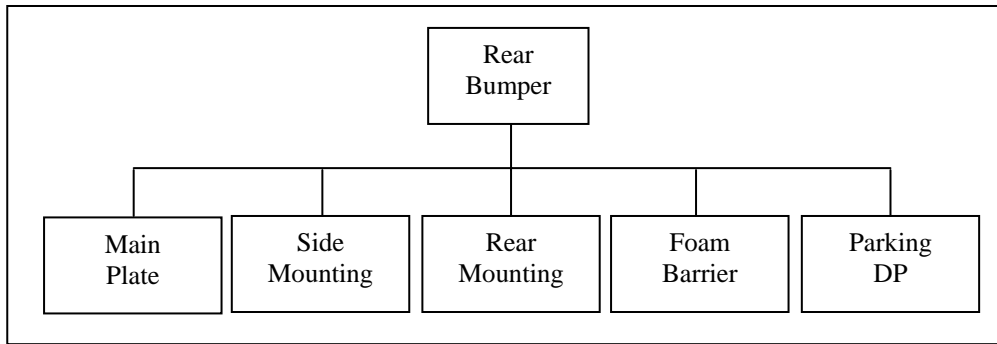 Rear
Bumper
Main
Plate
Side
Mounting
Rear
Mounting
Foam
Barrier
Parking
DP